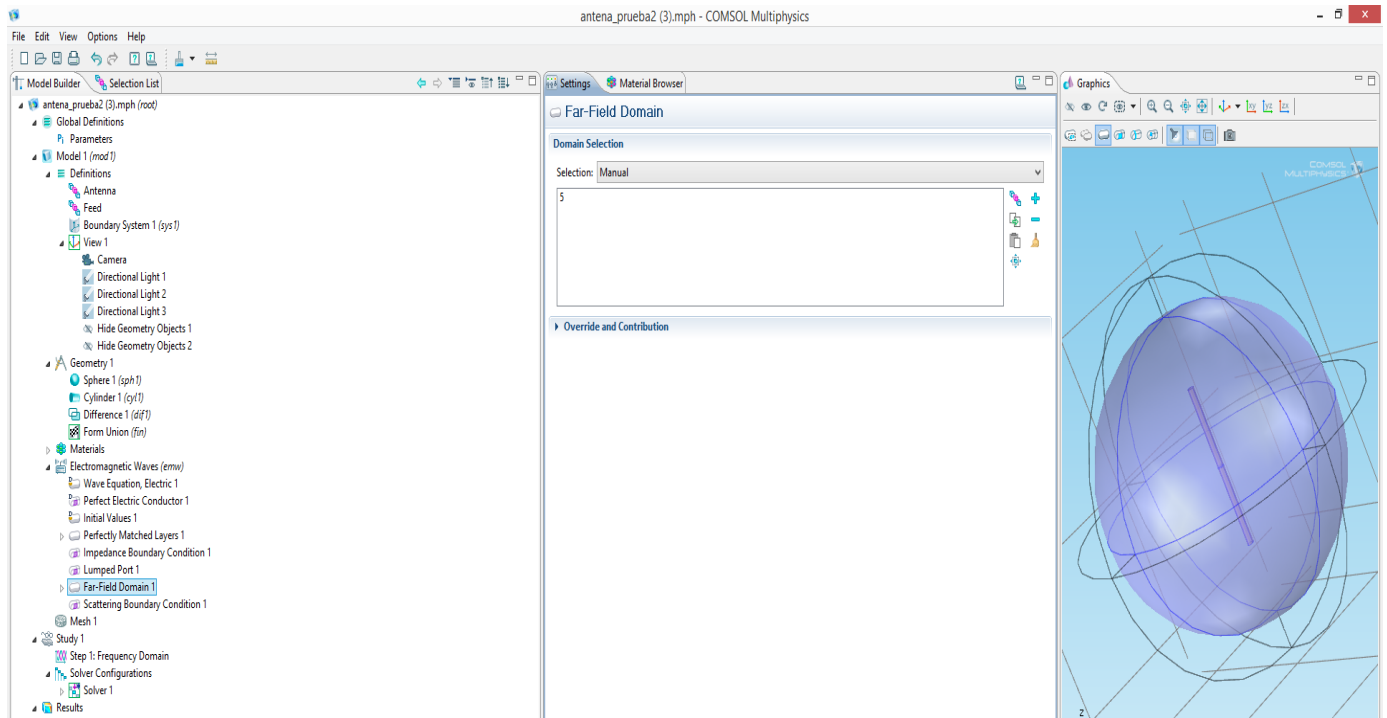 antena_prueba2 (3).mph - COMSOL Multiphysics
File Edit View Options Help
Model Builder Selection List
antena_prueba2 (3).mph (root)
Global Definitions
Pi Parameters
Model 1 (mod1)
Definitions
Antenna
Feed
Boundary System 1 (sys1)
View 1
Camera
Directional Light 1
Directional Light 2
Directional Light 3
Hide Geometry Objects 1
Hide Geometry Objects 2
Geometry 1
Sphere 1 (sph1)
Cylinder 1 (cyl1)
Difference 1 (dif1)
Form Union (fin)
Materials
Electromagnetic Waves (emw)
Wave Equation, Electric 1
Perfect Electric Conductor 1
Initial Values 1
Perfectly Matched Layers 1
Impedance Boundary Condition 1
Lumped Port 1
Far-Field Domain 1
Scattering Boundary Condition 1
Mesh 1
Study 1
Step 1: Frequency Domain
Solver Configurations
Solver 1
Results
Settings Material Browser
Far-Field Domain
Domain Selection
Selection: Manual
5
Override and Contribution
Graphics
xy yz zx
COMSOL
MULTIPHYSICS
z